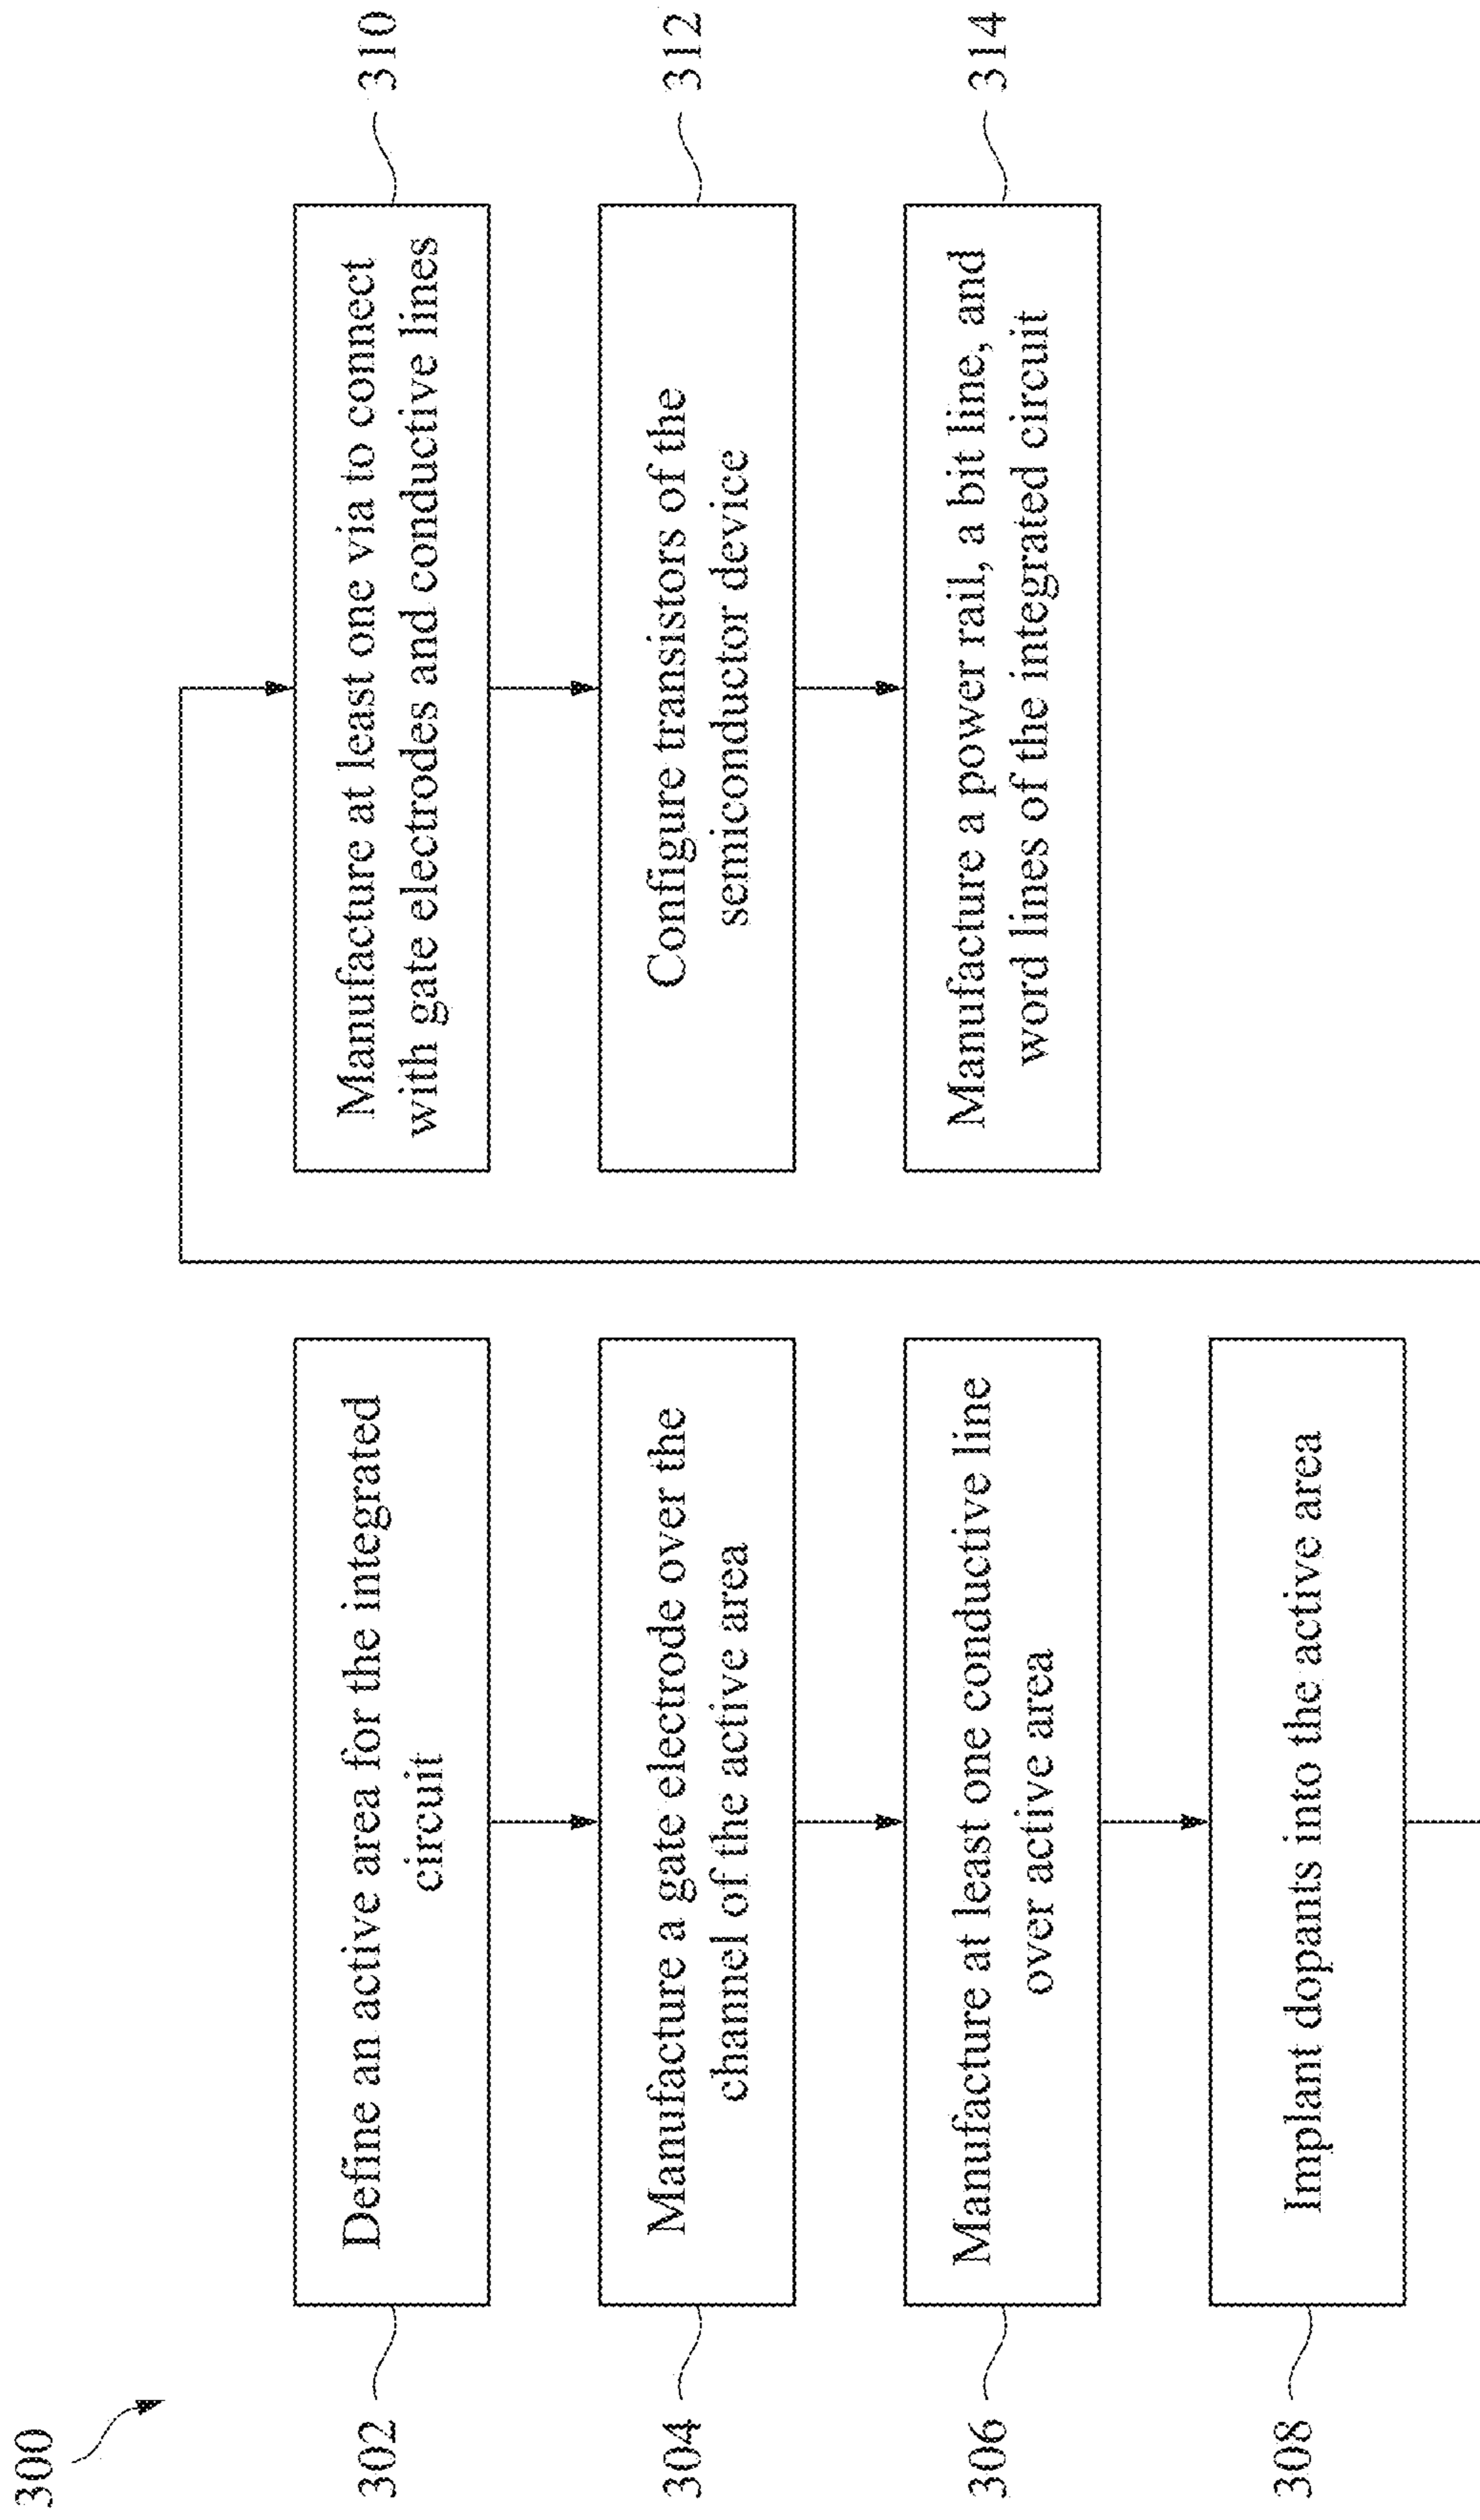 300
302
Define an active area for the integrated
circuit
304
Manufacture a gate electrode over the
channel of the active area
306
Manufacture at least one conductive line
over active area
308
Implant dopants into the active area
310
Manufacture at least one via to connect
with gate electrodes and conductive lines
312
Configure transistors of the
semiconductor device
314
Manufacture a power rail, a bit line, and
word lines of the integrated circuit